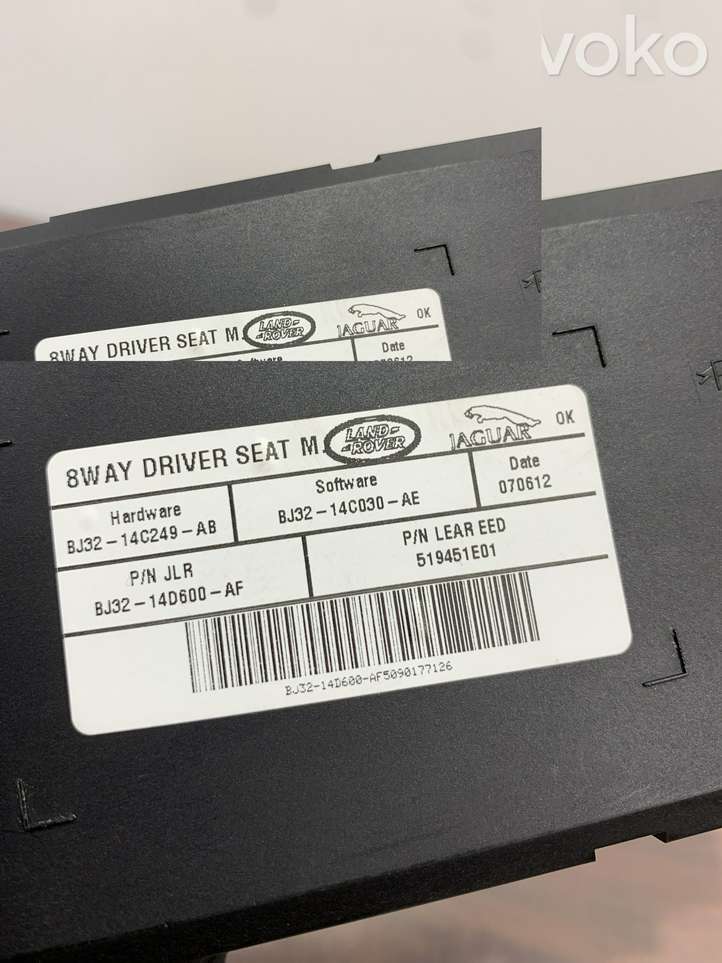 voko
8WAY DRIVER SEAT M.
LAND-
-ROVER
JAGUAR
OK
Date
8WAY DRIVER SEAT M.
LAND-
-ROVER
JAGUAR
OK
Hardware
BJ32-14C249-AB
Software
BJ32-14C030-AE
Date
070612
P/N JLR
BJ32-14D600-AF
P/N LEAR EED
519451E01
BJ32-14D600-AF5090177126